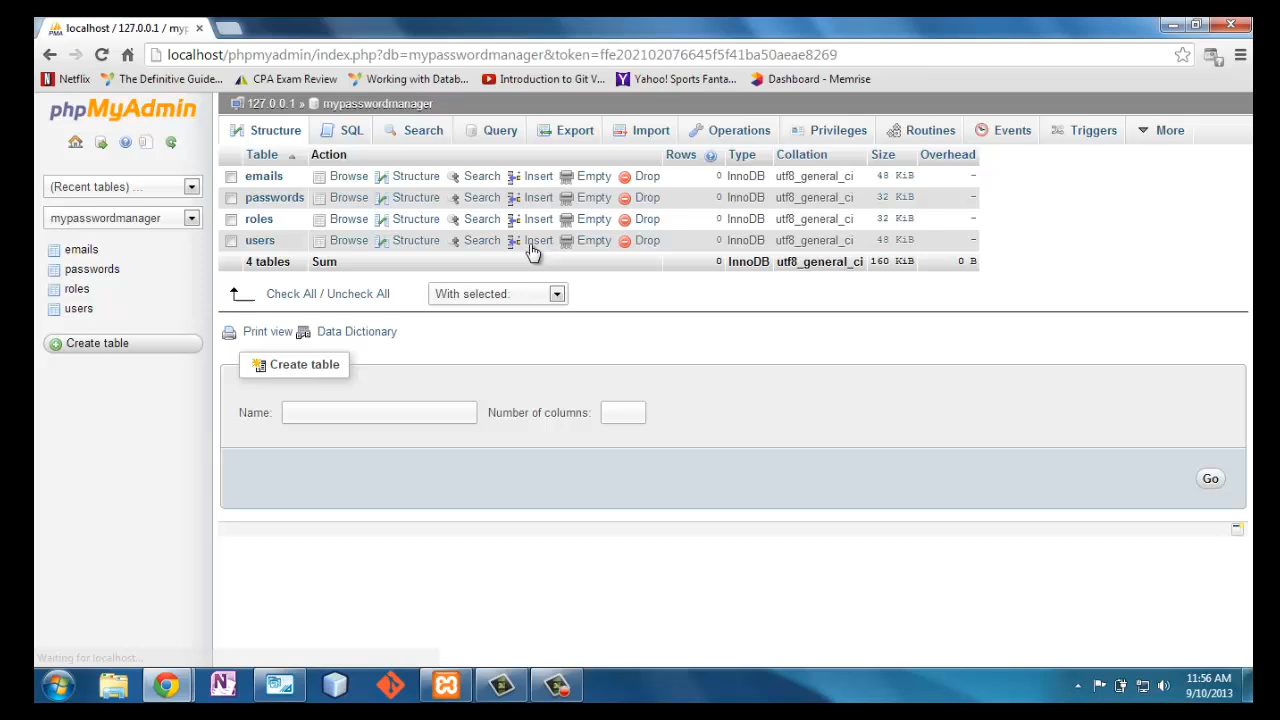 localhost / 127.0.0.1 / myp
localhost/phpmyadmin/index.php?db=mypasswordmanager&token=ffe202102076645f5f41ba50aeae8269
Netflix The Definitive Guide... CPA Exam Review Working with Datab... Introduction to Git V... Yahoo! Sports Fanta... Dashboard - Memrise
phpMyAdmin
127.0.0.1 » mypasswordmanager
Structure SQL Search Query Export Import Operations Privileges Routines Events Triggers More
Table Action Rows Type Collation Size Overhead
emails Browse Structure Search Insert Empty Drop 0 InnoDB utf8_general_ci 48 KiB -
passwords Browse Structure Search Insert Empty Drop 0 InnoDB utf8_general_ci 32 KiB -
roles Browse Structure Search Insert Empty Drop 0 InnoDB utf8_general_ci 32 KiB -
users Browse Structure Search Insert Empty Drop 0 InnoDB utf8_general_ci 48 KiB -
4 tables Sum 0 InnoDB utf8_general_ci 160 KiB 0 B
(Recent tables) ...
mypasswordmanager
emails
passwords
roles
users
Create table
Check All / Uncheck All With selected:
Print view Data Dictionary
Create table
Name: Number of columns:
Go
Waiting for localhost...
11:56 AM
9/10/2013